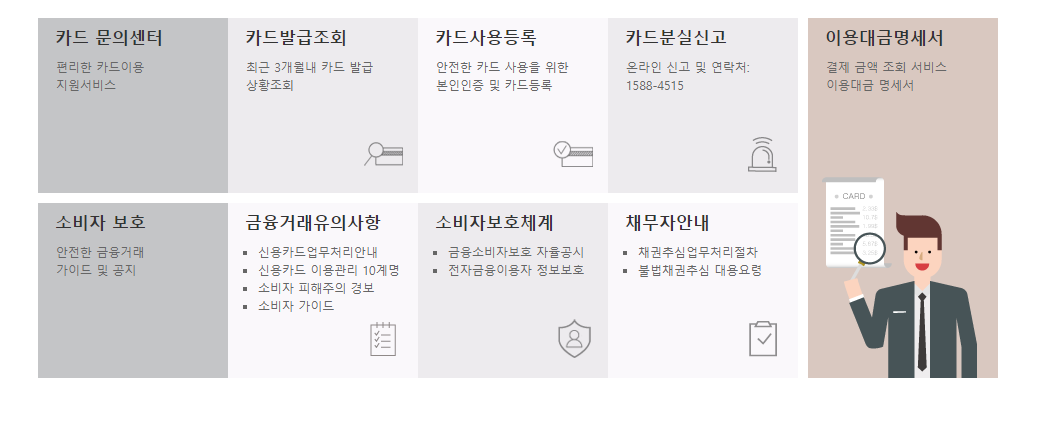 카드 문의센터
편리한 카드이용
지원서비스
카드발급조회
최근 3개월내 카드 발급
상황조회
카드사용등록
안전한 카드 사용을 위한
본인인증 및 카드등록
카드분실신고
온라인 신고 및 연락처:
1588-4515
이용대금명세서
결제 금액 조회 서비스
이용대금 명세서
CARD
소비자 보호
안전한 금융거래
가이드 및 공지
금융거래유의사항
신용카드업무처리안내
신용카드 이용관리 10계명
소비자 피해주의 경보
소비자 가이드
소비자보호체계
금융소비자보호 자율공시
전자금융이용자 정보보호
채무자안내
채권추심업무처리절차
불법채권추심 대응요령